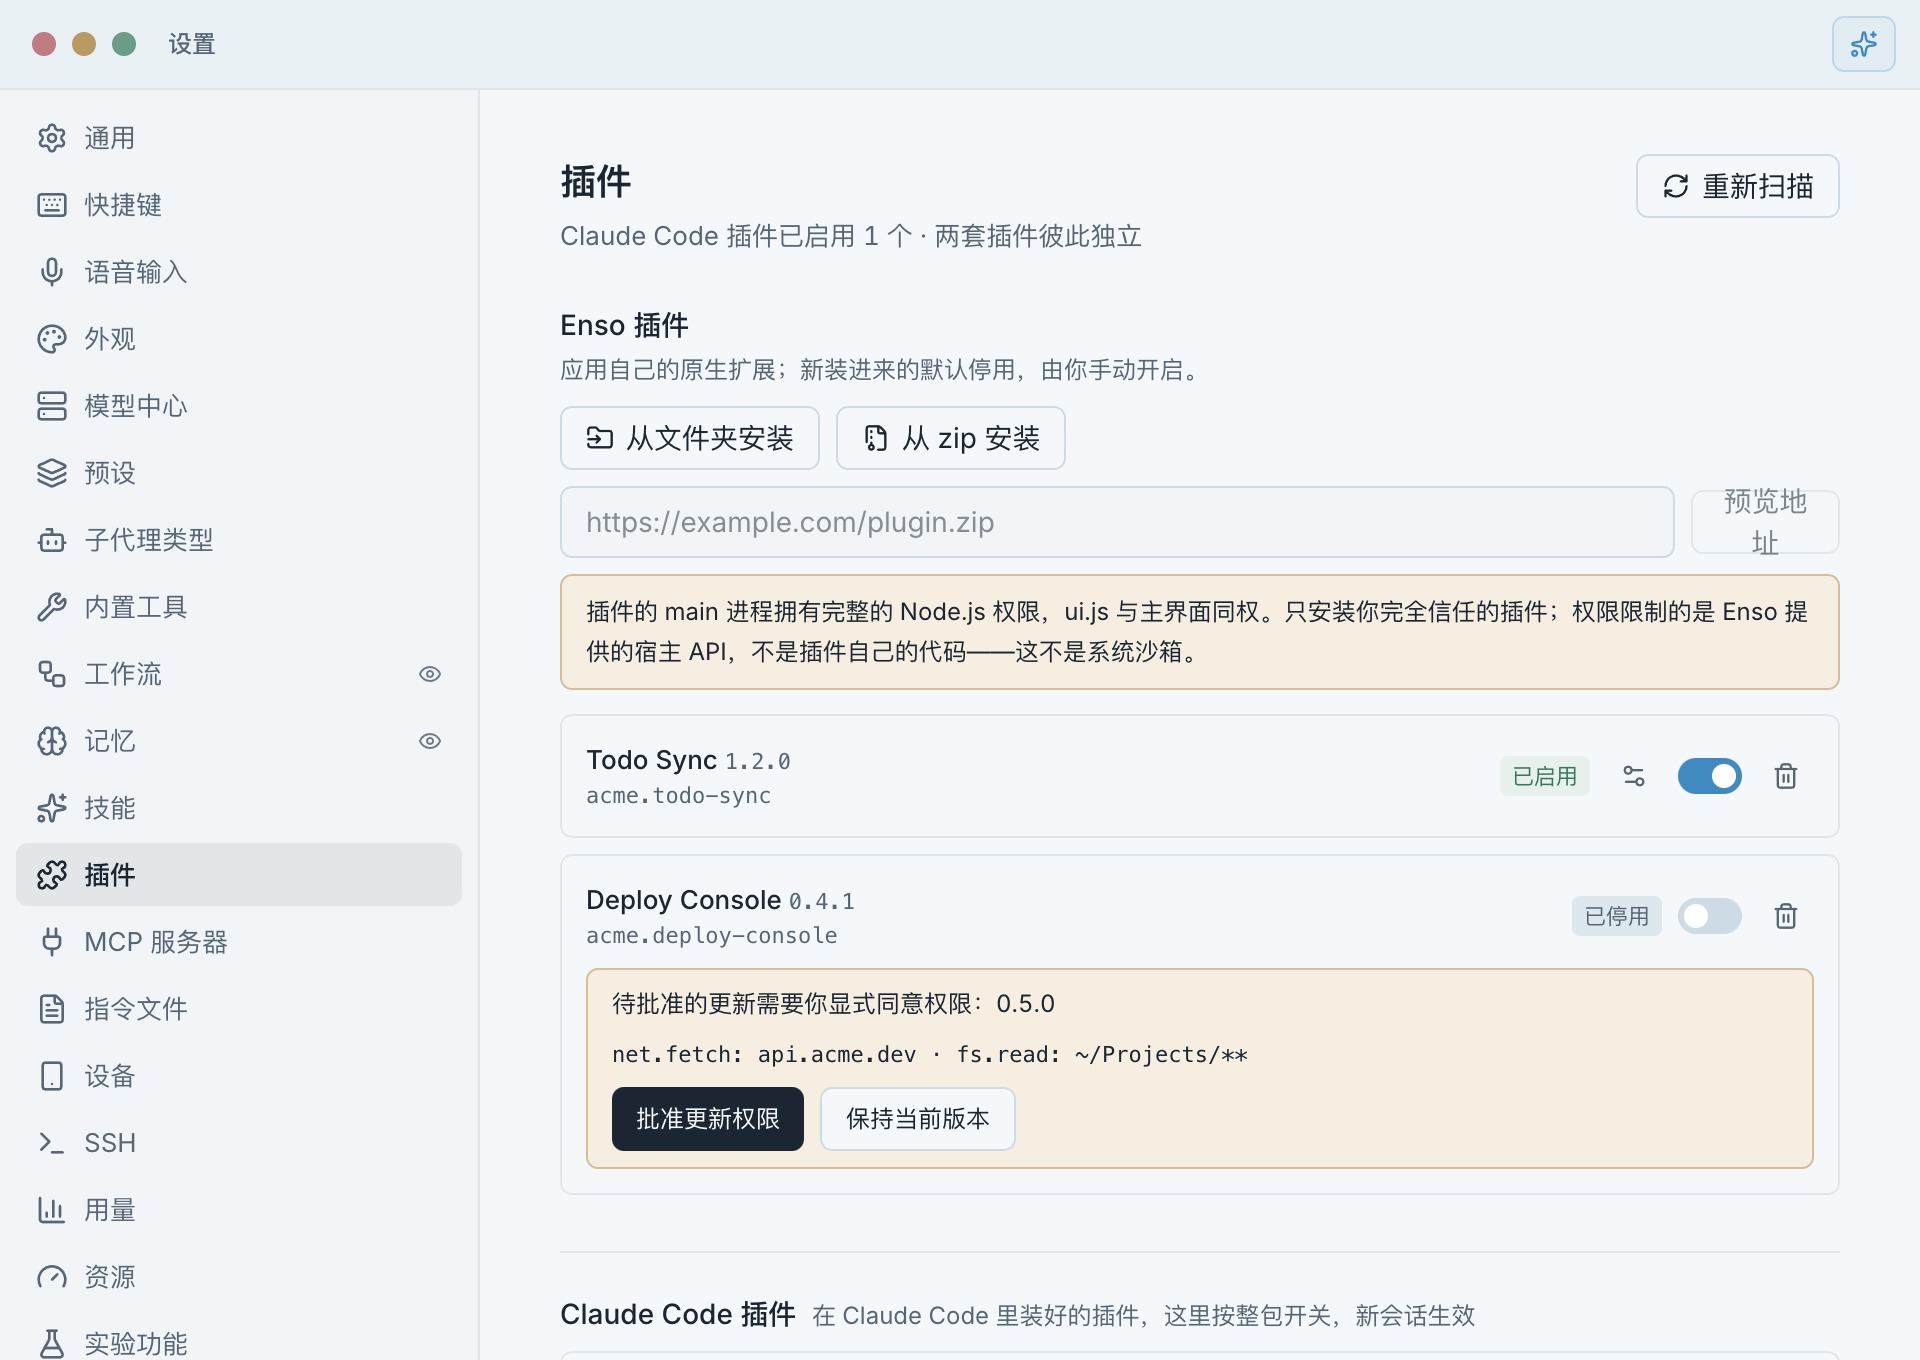 设置
通用
快捷键
语音输入
外观
模型中心
预设
子代理类型
内置工具
工作流
记忆
技能
插件
MCP 服务器
指令文件
设备
SSH
用量
资源
实验功能
插件
重新扫描
Claude Code 插件已启用 1 个 · 两套插件彼此独立
Enso 插件
应用自己的原生扩展；新装进来的默认停用，由你手动开启。
从文件夹安装
从 zip 安装
https://example.com/plugin.zip
预览地
址
插件的 main 进程拥有完整的 Node.js 权限，ui.js 与主界面同权。只安装你完全信任的插件；权限限制的是 Enso 提
供的宿主 API，不是插件自己的代码——这不是系统沙箱。
Todo Sync 1.2.0
acme.todo-sync
已启用
Deploy Console 0.4.1
acme.deploy-console
已停用
待批准的更新需要你显式同意权限：0.5.0
net.fetch: api.acme.dev · fs.read: ~/Projects/**
批准更新权限
保持当前版本
Claude Code 插件 在 Claude Code 里装好的插件，这里按整包开关，新会话生效